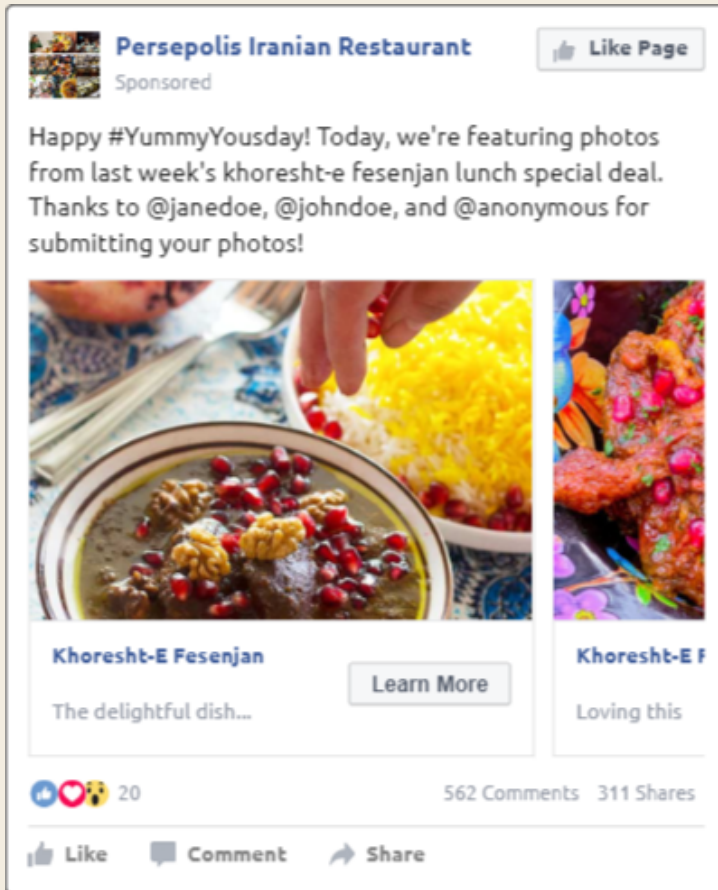 Persepolis Iranian Restaurant
Like Page
Sponsored
Happy #YummyYousday! Today, we're featuring photos
from last week's khoresht-e fesenjan lunch special deal.
Thanks to @janedoe, @johndoe, and @anonymous for
submitting your photos!
Khoresht-E Fesenjan
Learn More
The delightful dish...
Khoresht-E F
Loving this
20
562 Comments 311 Shares
Like Comment Share